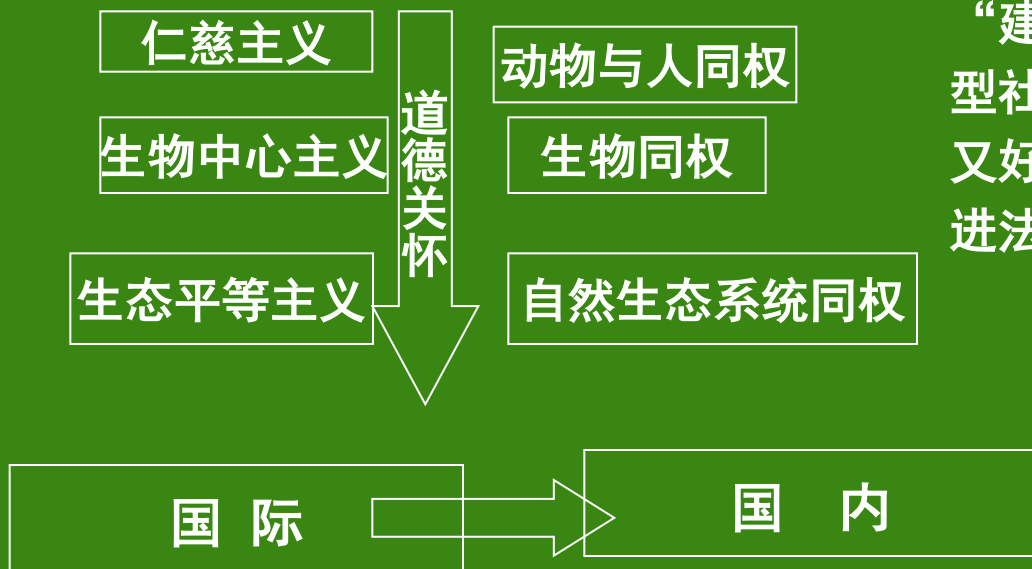 仁慈主义
动物与人同权
道德关怀
生物中心主义
生物同权
生态平等主义
自然生态系统同权
“建
型社
又好
进法
国 际
国 内